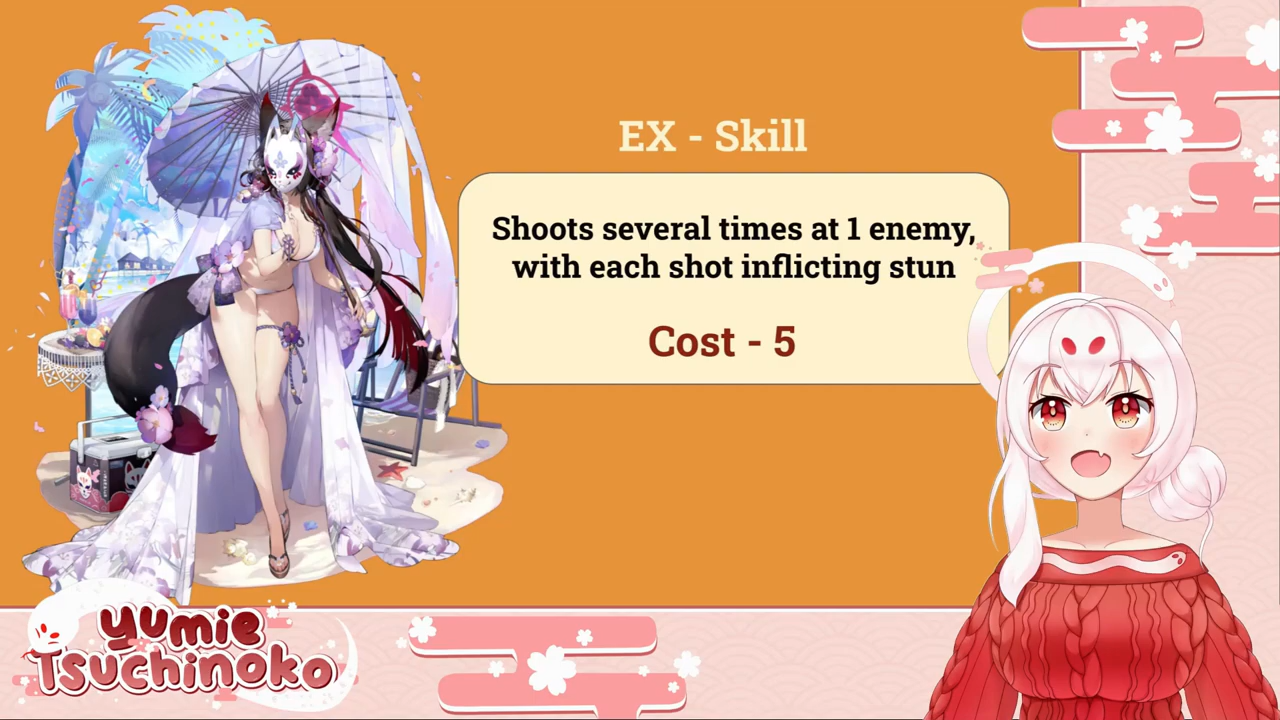 EX - Skill
Shoots several times at 1 enemy,
with each shot inflicting stun
Cost - 5
Yumie
Tsuchinoko